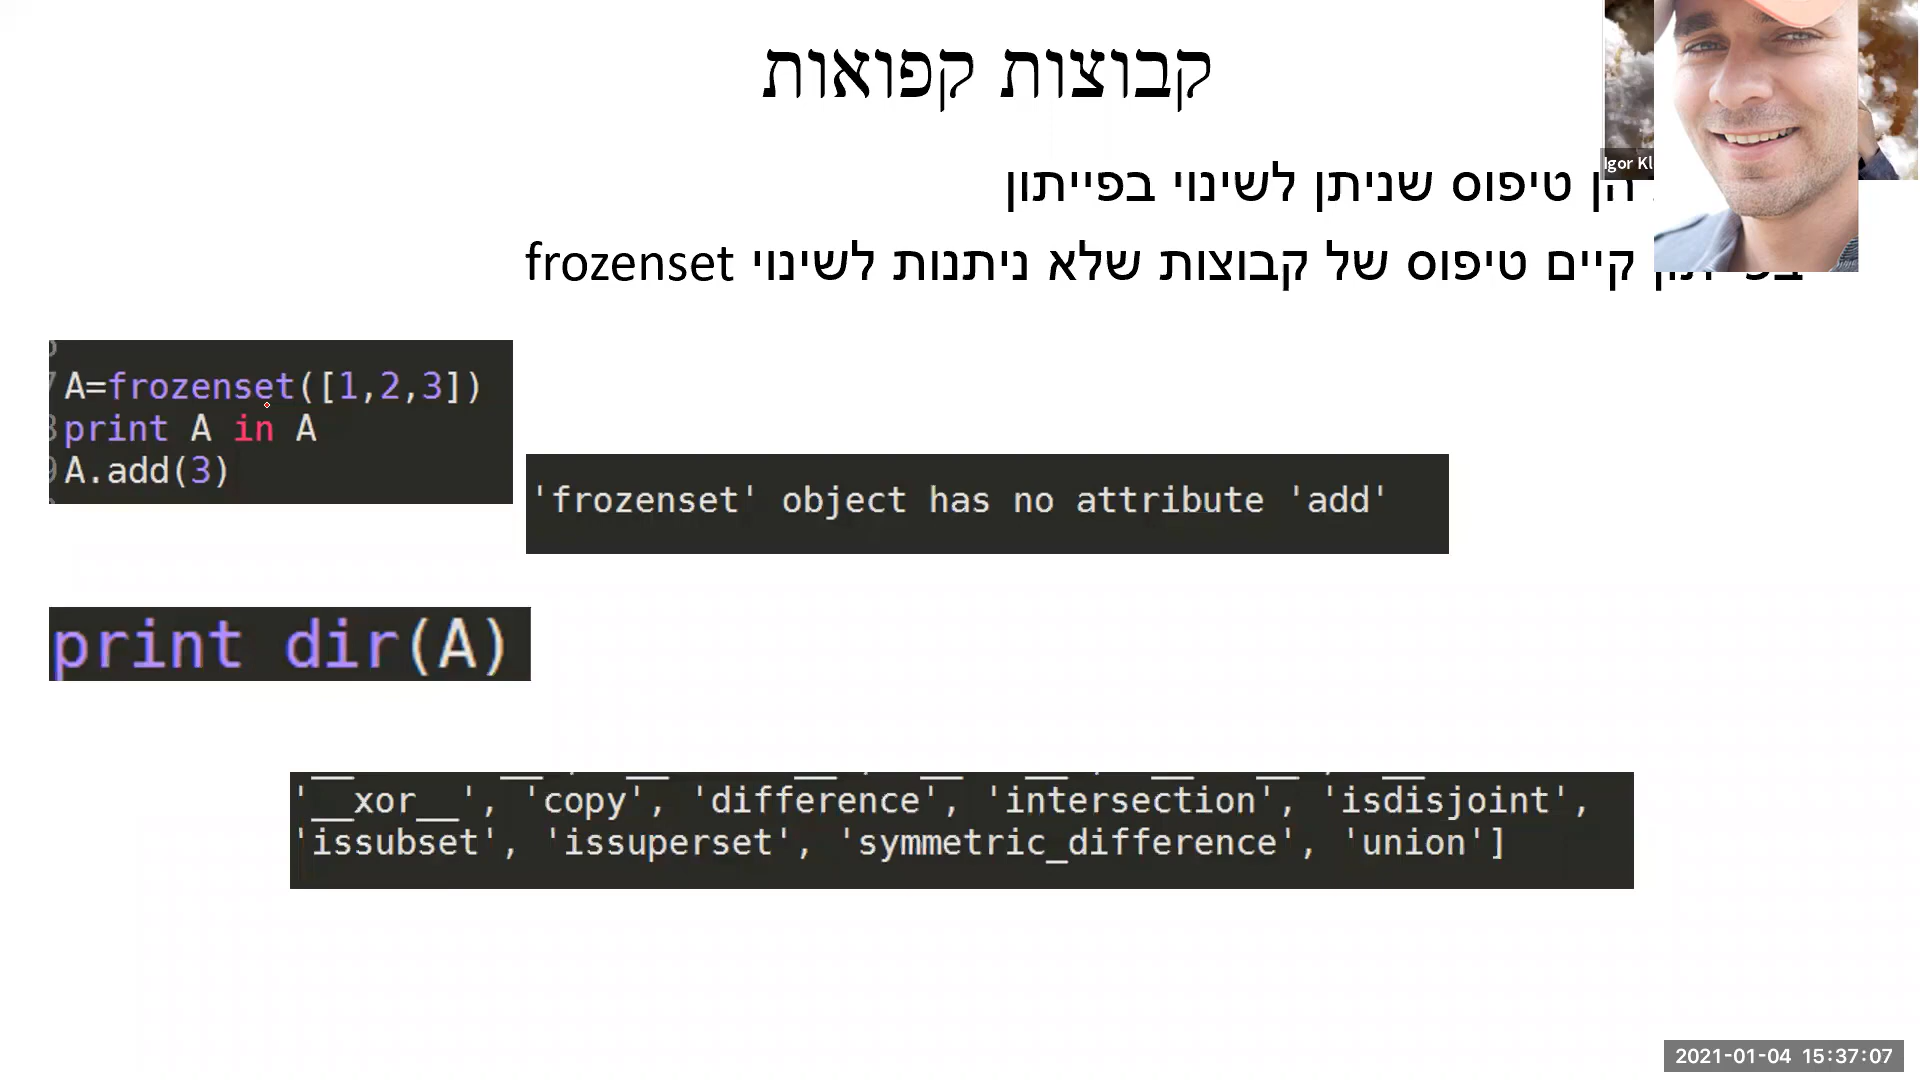 קבוצות קפואות
Igor Kl
הן טיפוס שניתן לשינוי בפייתון
קיים טיפוס של קבוצות שלא ניתנות לשינוי frozenset
A=frozenset([1,2,3])
print A in A
A.add(3)
'frozenset' object has no attribute 'add'
print dir(A)
'__xor__', 'copy', 'difference', 'intersection', 'isdisjoint',
'issubset', 'issuperset', 'symmetric_difference', 'union']
2021-01-04 15:37:07